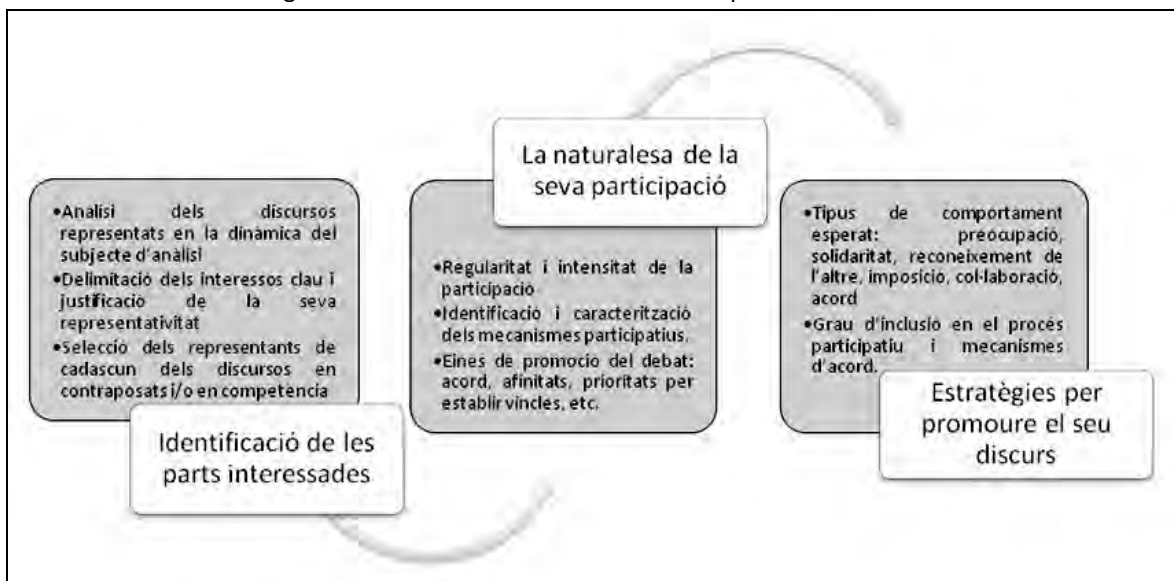 •Anàlisi dels discursos
representats en la dinàmica del
subjecte d'anàlisi
•Delimitació dels interessos clau i
justificació de la seva
representativitat
•Selecció dels representants de
cadascun dels discursos en
contraposats i/o en competència
Identificació de les
parts interessades
La naturalesa de la
seva participació
•Regularitat i intensitat de la
participació
•Identificació i caracterització
dels mecanismes participatius.
•Eines de promoció del debat:
acord, afinitats, prioritats per
establir vincles, etc.
•Tipus de comportament
esperat: preocupació,
solidaritat, reconeixement de
l'altre, imposició, col·laboració,
acord
•Grau d'inclusió en el procés
participatiu i mecanismes
d'acord.
Estratègies per
promoure el seu
discurs